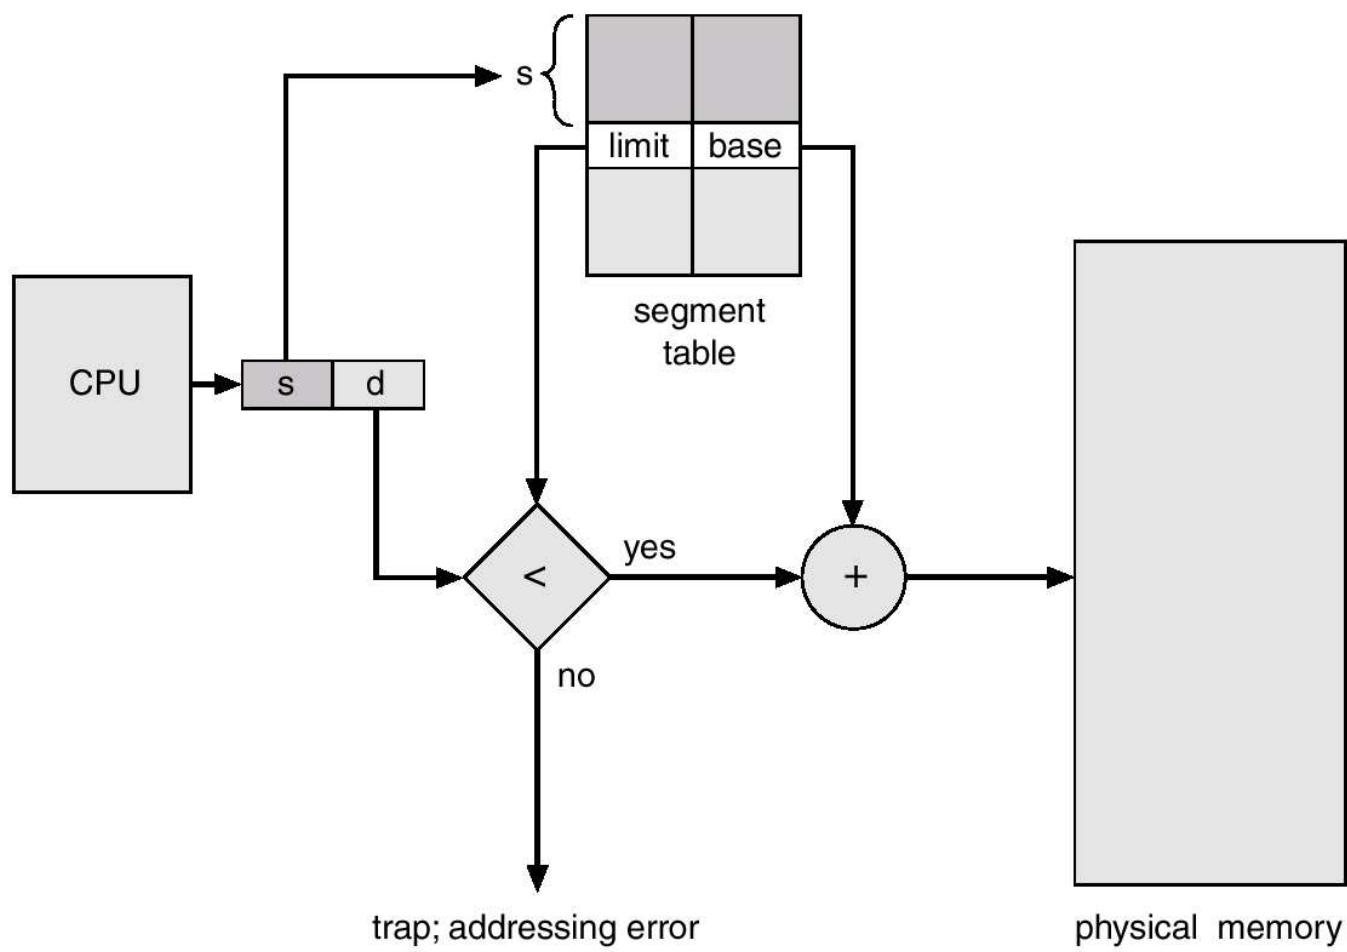 s
limit base
segment
table
CPU
s d
<
yes
+
no
trap; addressing error
physical memory